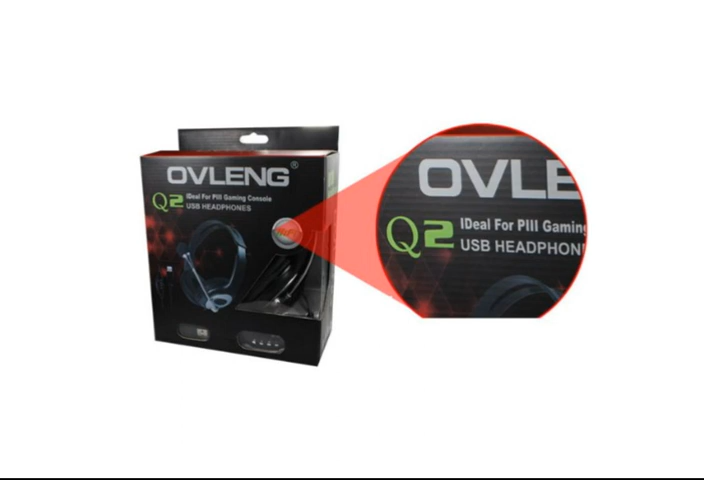 OVLENG®
Q2 IDeal For PIII Gaming Console
USB HEADPHONES
OVLE
Q2 IDeal For PIII Gaming
USB HEADPHON